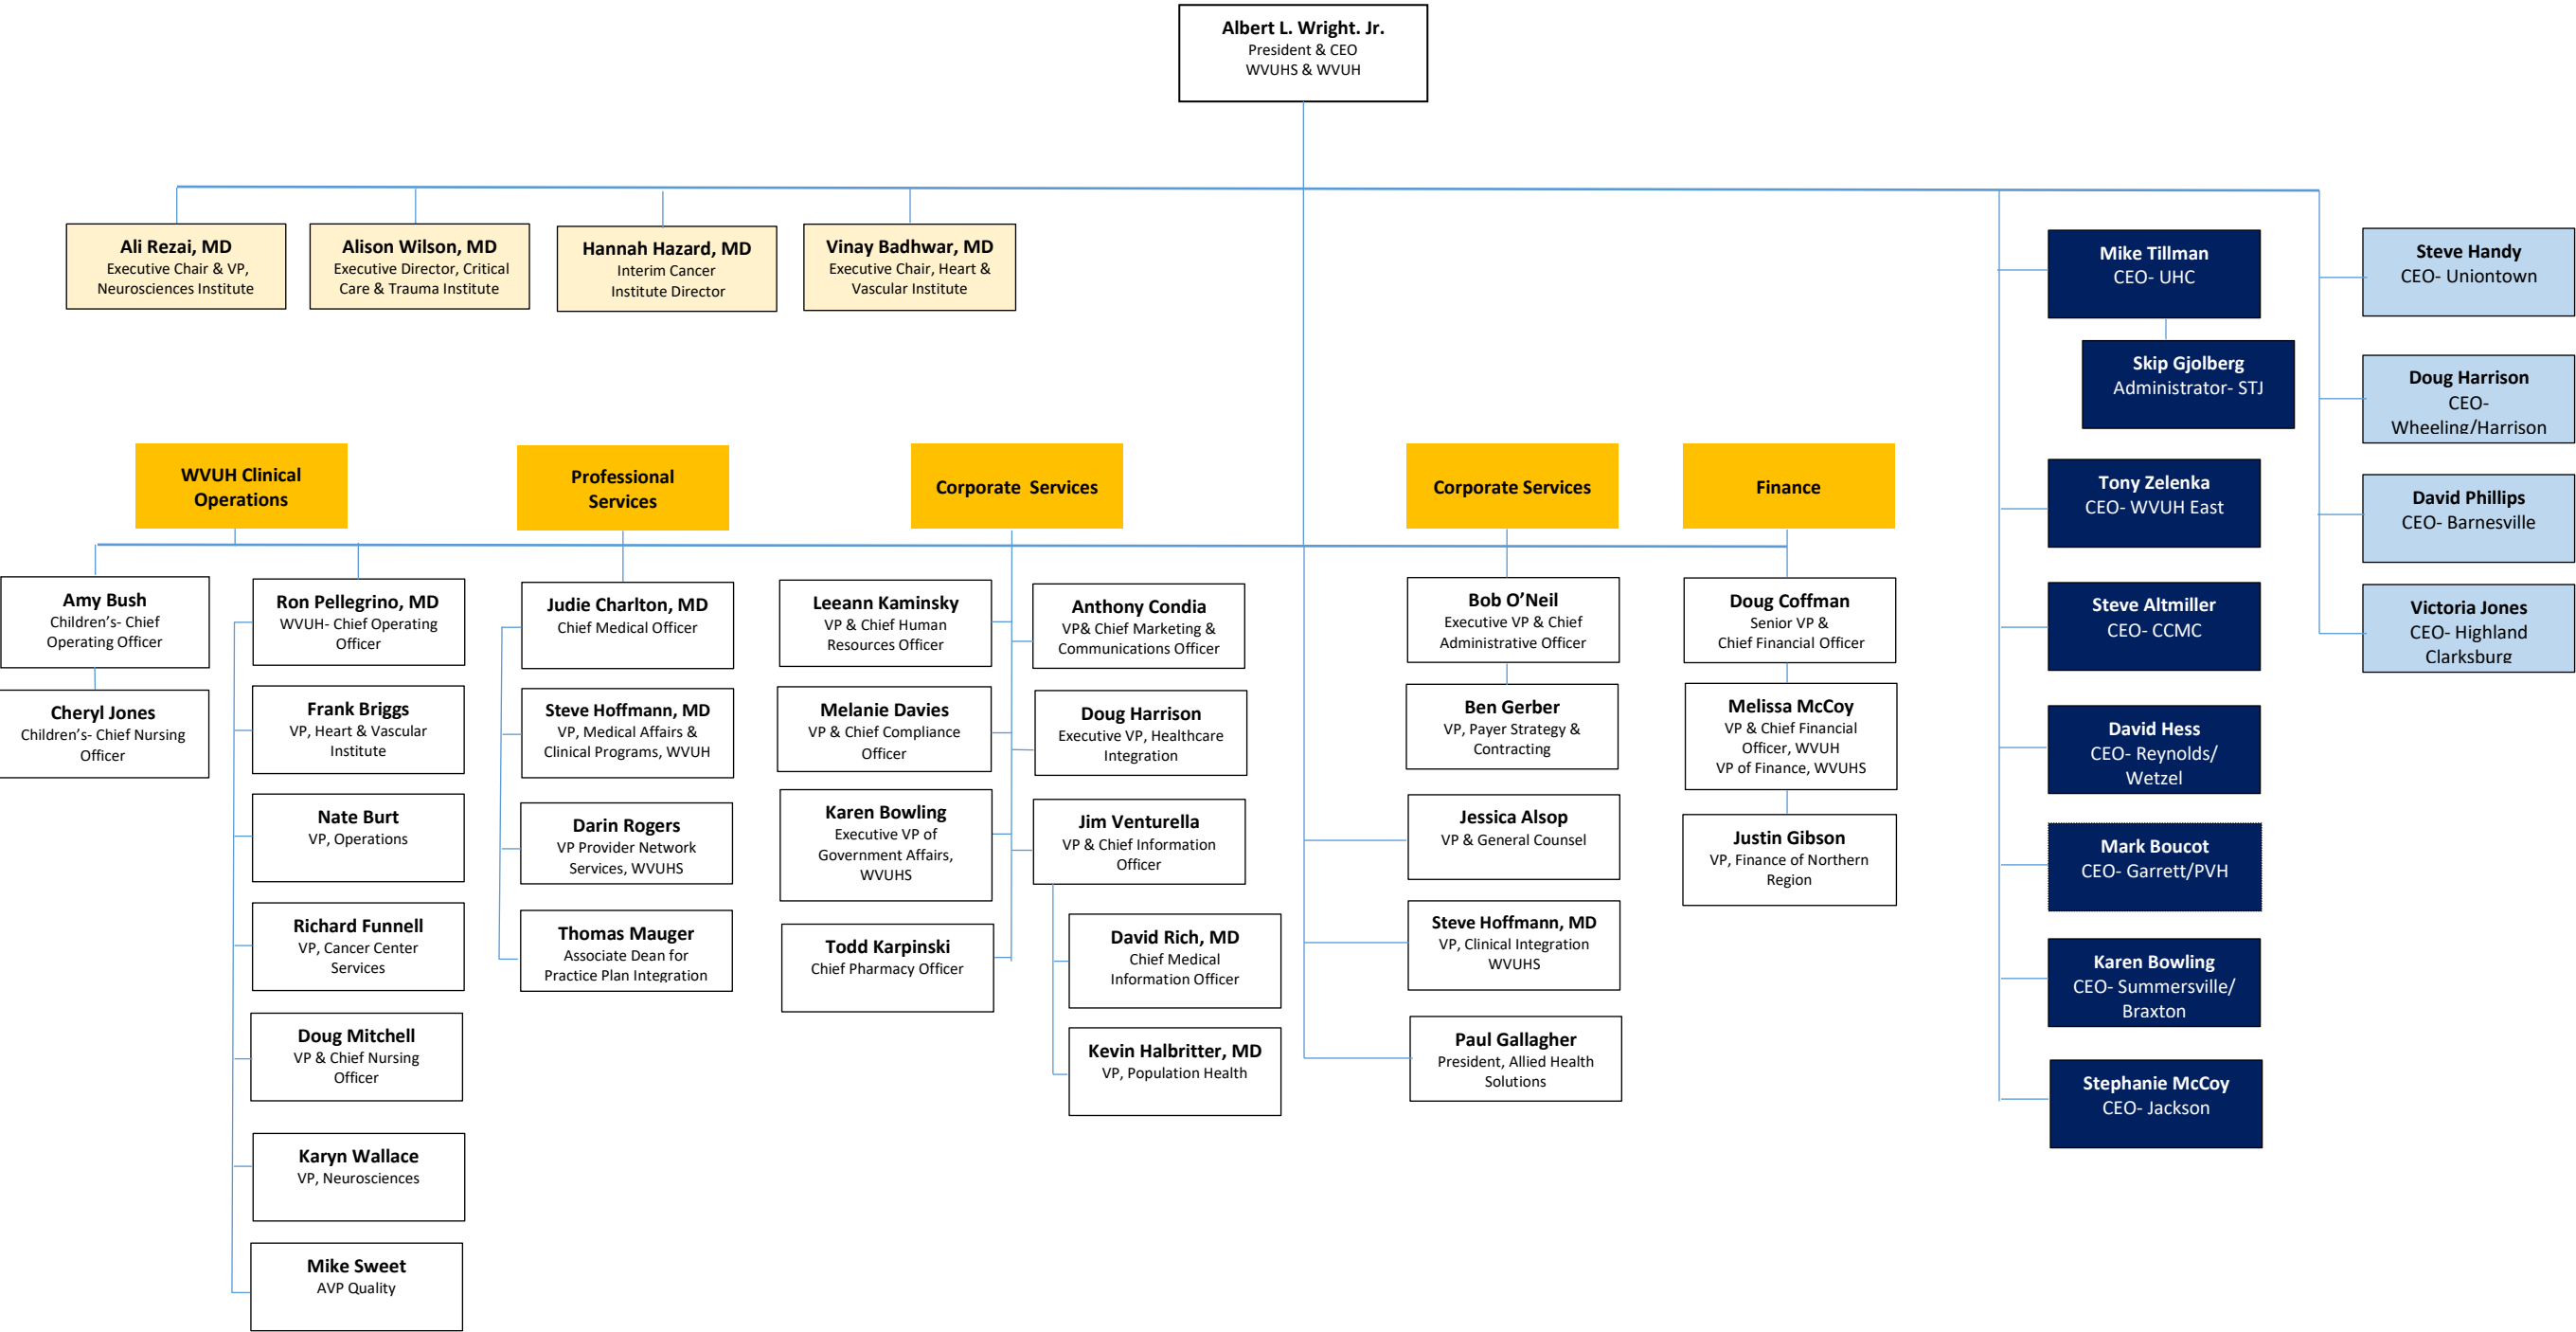 Albert L. Wright. Jr.
President & CEO
WVUHS & WVUH
Ali Rezai, MD
Executive Chair & VP,
Neurosciences Institute
Alison Wilson, MD
Executive Director, Critical
Care & Trauma Institute
Hannah Hazard, MD
Interim Cancer
Institute Director
Vinay Badhwar, MD
Executive Chair, Heart &
Vascular Institute
Mike Tillman
CEO- UHC
Skip Gjolberg
Administrator- STJ
Tony Zelenka
CEO- WVUH East
Steve Altmiller
CEO- CCMC
David Hess
CEO- Reynolds/
Wetzel
Mark Boucot
CEO- Garrett/PVH
Karen Bowling
CEO- Summersville/
Braxton
Stephanie McCoy
CEO- Jackson
Steve Handy
CEO- Uniontown
Doug Harrison
CEO-
Wheeling/Harrison
David Phillips
CEO- Barnesville
Victoria Jones
CEO- Highland
Clarksburg
WVUH Clinical
Operations
Amy Bush
Children’s- Chief
Operating Officer
Cheryl Jones
Children’s- Chief Nursing
Officer
Ron Pellegrino, MD
WVUH- Chief Operating
Officer
Frank Briggs
VP, Heart & Vascular
Institute
Nate Burt
VP, Operations
Richard Funnell
VP, Cancer Center
Services
Doug Mitchell
VP & Chief Nursing
Officer
Karyn Wallace
VP, Neurosciences
Mike Sweet
AVP Quality
Professional
Services
Judie Charlton, MD
Chief Medical Officer
Steve Hoffmann, MD
VP, Medical Affairs &
Clinical Programs, WVUH
Darin Rogers
VP Provider Network
Services, WVUHS
Thomas Mauger
Associate Dean for
Practice Plan Integration
Corporate  Services
Leeann Kaminsky
VP & Chief Human
Resources Officer
Melanie Davies
VP & Chief Compliance
Officer
Karen Bowling
Executive VP of
Government Affairs,
WVUHS
Todd Karpinski
Chief Pharmacy Officer
Anthony Condia
VP& Chief Marketing &
Communications Officer
Doug Harrison
Executive VP, Healthcare
Integration
Jim Venturella
VP & Chief Information
Officer
David Rich, MD
Chief Medical
Information Officer
Kevin Halbritter, MD
VP, Population Health
Corporate Services
Bob O’Neil
Executive VP & Chief
Administrative Officer
Ben Gerber
VP, Payer Strategy &
Contracting
Jessica Alsop
VP & General Counsel
Steve Hoffmann, MD
VP, Clinical Integration
WVUHS
Paul Gallagher
President, Allied Health
Solutions
Finance
Doug Coffman
Senior VP &
Chief Financial Officer
Melissa McCoy
VP & Chief Financial
Officer, WVUH
VP of Finance, WVUHS
Justin Gibson
VP, Finance of Northern
Region